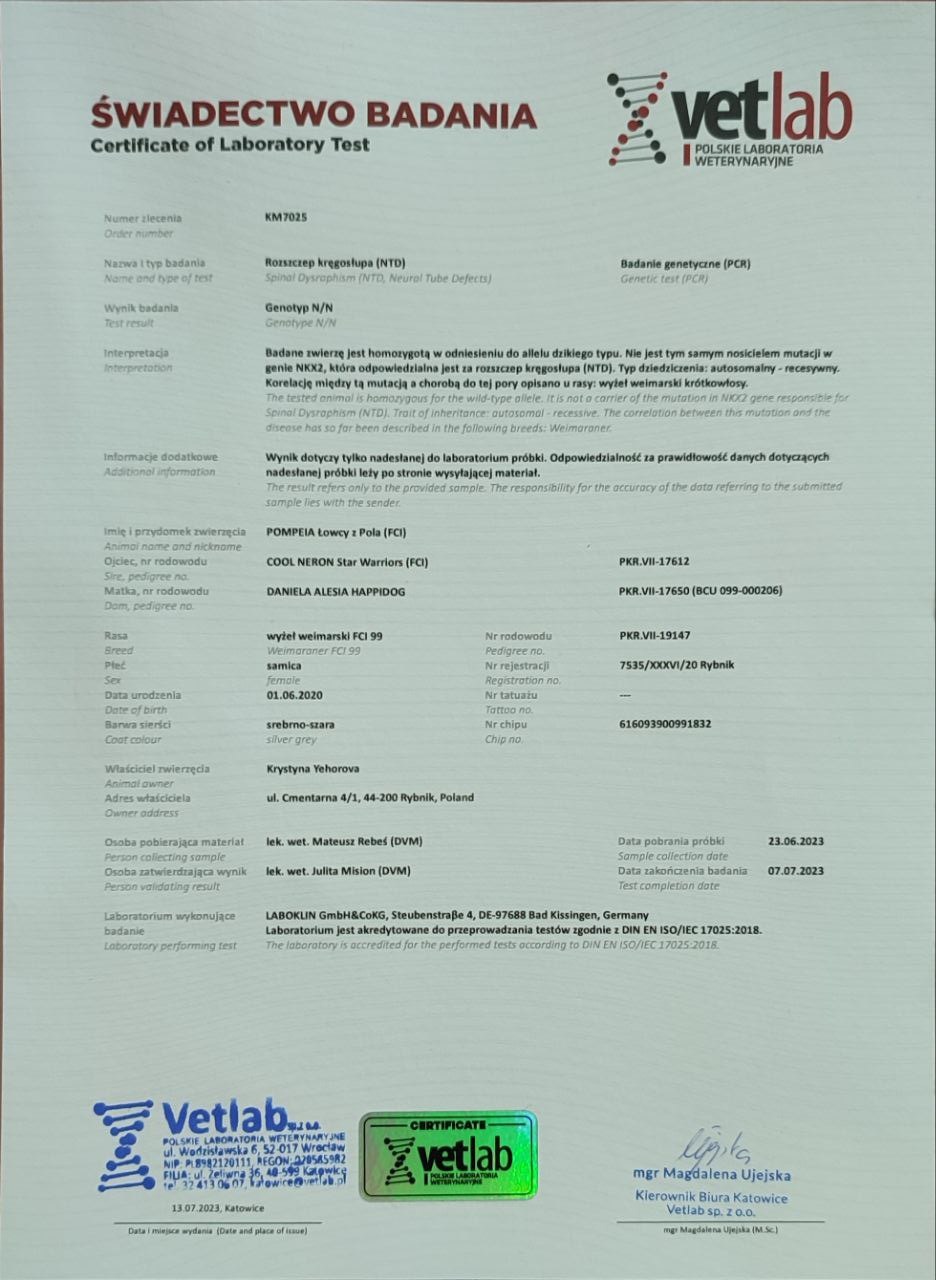 ŚWIADECTWO BADANIA
Certificate of Laboratory Test
vetlab
POLSKIE LABORATORIA
WETERYNARYJNE
Numer zlecenia KM7025
Order number
Nazwa i typ badania Rozszczep kręgosłupa (NTD) Badanie genetyczne (PCR)
Name and type of test Spinal Dysraphism (NTD, Neural Tube Defects) Genetic test (PCR)
Wynik badania Genotyp N/N
Test result Genotype N/N
Interpretacja Badane zwierzę jest homozygotą w odniesieniu do allelu dzikiego typu. Nie jest tym samym nosicielem mutacji w
Interpretation genie NKX2, która odpowiedzialna jest za rozszczep kręgosłupa (NTD). Typ dziedziczenia: autosomalny - recesywny.
Korelację między tą mutacją a chorobą do tej pory opisano u rasy: wyżeł weimarski krótkowłosy.
The tested animal is homozygous for the wild-type allele. It is not a carrier of the mutation in NKX2 gene responsible for
Spinal Dysraphism (NTD). Trait of inheritance: autosomal - recessive. The correlation between this mutation and the
disease has so far been described in the following breeds: Weimaraner.
Informacje dodatkowe Wynik dotyczy tylko nadesłanej do laboratorium próbki. Odpowiedzialność za prawidłowość danych dotyczących
Additional information nadesłanej próbki leży po stronie wysyłającej materiał.
The result refers only to the provided sample. The responsibility for the accuracy of the data referring to the submitted
sample lies with the sender.
Imię i przydomek zwierzęcia POMPEIA Łowcy z Pola (FCI)
Animal name and nickname
Ojciec, nr rodowodu COOL NERON Star Warriors (FCI) PKR.VII-17612
Sire, pedigree no.
Matka, nr rodowodu DANIELA ALESIA HAPPIDOG PKR.VII-17650 (BCU 099-000206)
Dam, pedigree no.
Rasa wyżeł weimarski FCI 99 Nr rodowodu PKR.VII-19147
Breed Weimaraner FCI 99 Pedigree no.
Płeć samica Nr rejestracji 7535/XXXVI/20 Rybnik
Sex female Registration no.
Data urodzenia 01.06.2020 Nr tatuażu ---
Date of birth Tattoo no.
Barwa sierści srebrno-szara Nr chipu 616093900991832
Coat colour silver grey Chip no.
Właściciel zwierzęcia Krystyna Yehorova
Animal owner
Adres właściciela ul. Cmentarna 4/1, 44-200 Rybnik, Poland
Owner address
Osoba pobierająca materiał lek. wet. Mateusz Rebeś (DVM) Data pobrania próbki 23.06.2023
Person collecting sample Sample collection date
Osoba zatwierdzająca wynik lek. wet. Julita Mision (DVM) Data zakończenia badania 07.07.2023
Person validating result Test completion date
Laboratorium wykonujące LABOKLIN GmbH&CoKG, Steubenstraße 4, DE-97688 Bad Kissingen, Germany
badanie Laboratorium jest akredytowane do przeprowadzania testów zgodnie z DIN EN ISO/IEC 17025:2018.
Laboratory performing test The laboratory is accredited for the performed tests according to DIN EN ISO/IEC 17025:2018.
Vetlab sp. z o.o.
POLSKIE LABORATORIA WETERYNARYJNE
ul. Wodzisławska 6, 52-017 Wrocław
NIP: PL8982120111, REGON:
FILIA: ul. Żeliwna 36, 40-599 Katowice
tel. 32 413 06 07, katowice@vetlab.pl
CERTIFICATE
vetlab
POLSKIE LABORATORIA
WETERYNARYJNE
mgr Magdalena Ujejska
Kierownik Biura Katowice
Vetlab sp. z o.o.
13.07.2023, Katowice
Data i miejsce wydania (Date and place of issue)
mgr Magdalena Ujejska (M.Sc.)